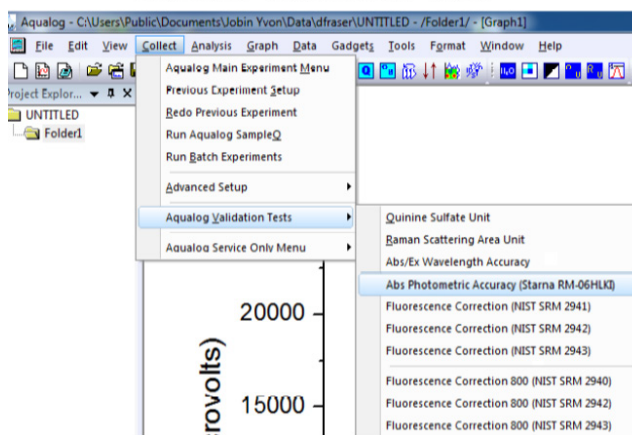 Aqualog - C:\Users\Public\Documents\Jobin Yvon\Data\dfraser\UNTITLED - /Folder1/ - [Graph1]
File Edit View Collect Analysis Graph Data Gadgets Tools Format Window Help
Project Explor...
UNTITLED
Folder1
Aqualog Main Experiment Menu
Previous Experiment Setup
Redo Previous Experiment
Run Aqualog SampleQ
Run Batch Experiments
Advanced Setup
Aqualog Validation Tests
Aqualog Service Only Menu
Quinine Sulfate Unit
Raman Scattering Area Unit
Abs/Ex Wavelength Accuracy
Abs Photometric Accuracy (Starna RM-06HLKI)
Fluorescence Correction (NIST SRM 2941)
Fluorescence Correction (NIST SRM 2942)
Fluorescence Correction (NIST SRM 2943)
Fluorescence Correction 800 (NIST SRM 2940)
Fluorescence Correction 800 (NIST SRM 2942)
Fluorescence Correction 800 (NIST SRM 2943)
20000
15000
rovolts)